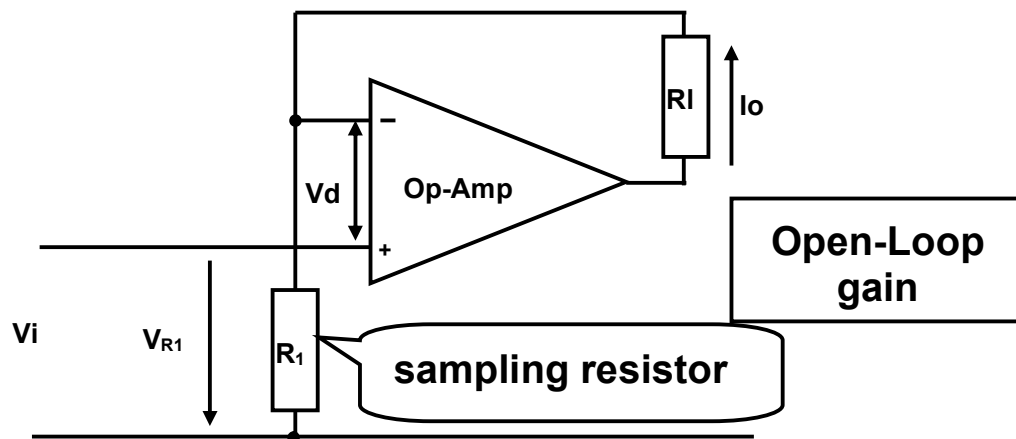 −
Rl
Io
Vd
Op-Amp
+
Open-Loop
gain
Vi
VR1
R1
sampling resistor